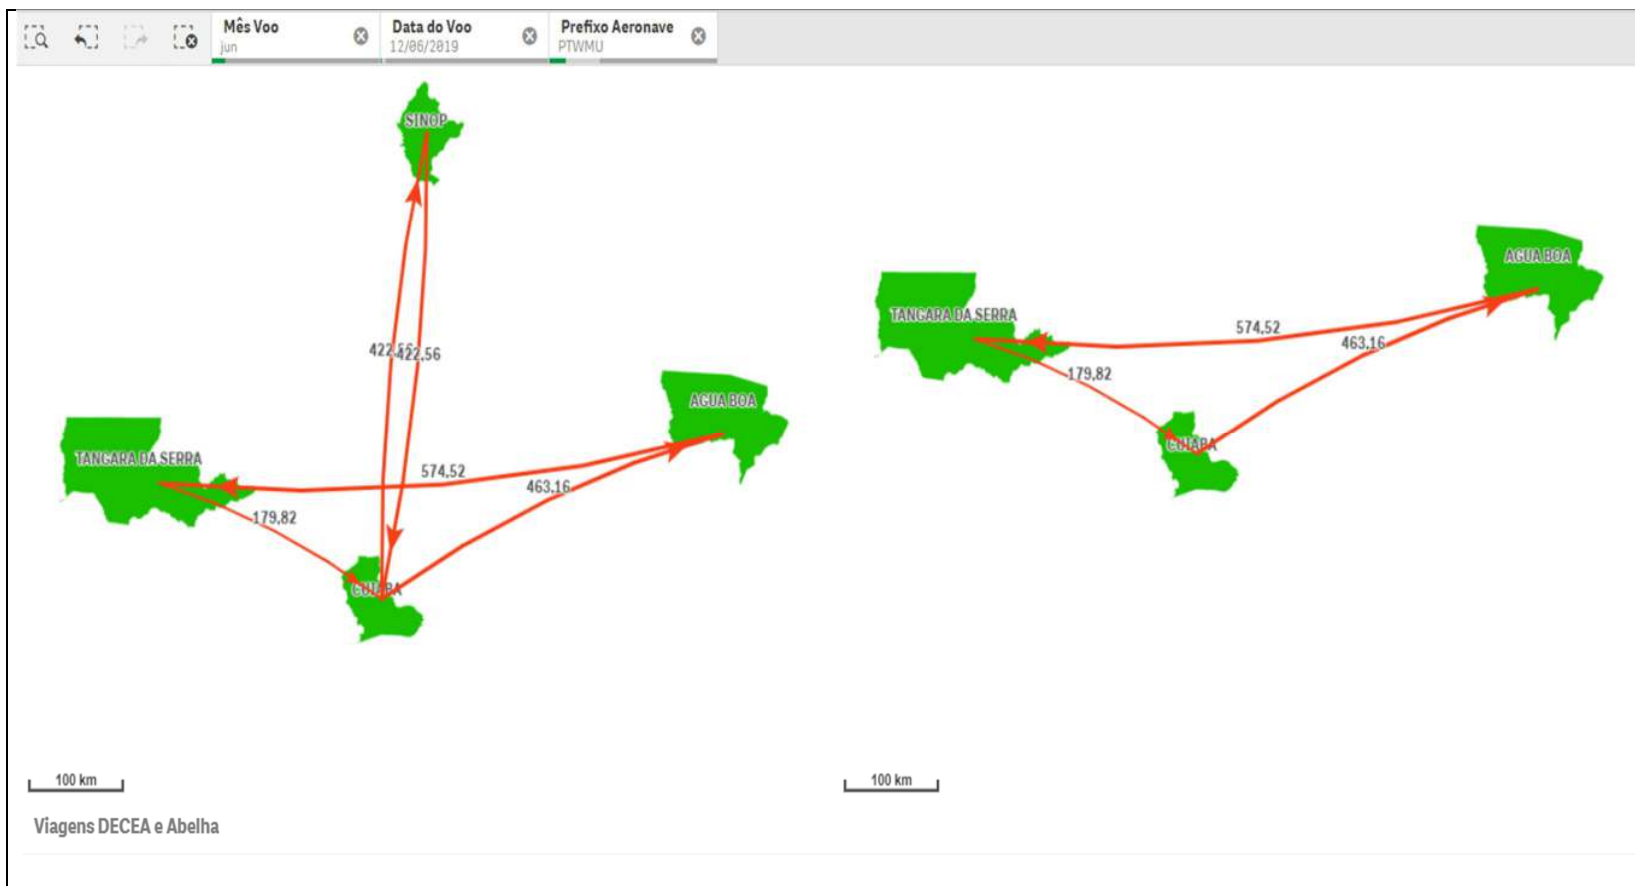 Mês Voo
jun
Data do Voo
12/06/2019
Prefixo Aeronave
PTWMU
SINOP
422,56
422,56
AGUA BOA
TANGARA DA SERRA
574,52
463,16
179,82
CUIABA
100 km
AGUA BOA
TANGARA DA SERRA
574,52
463,16
179,82
CUIABA
100 km
Viagens DECEA e Abelha